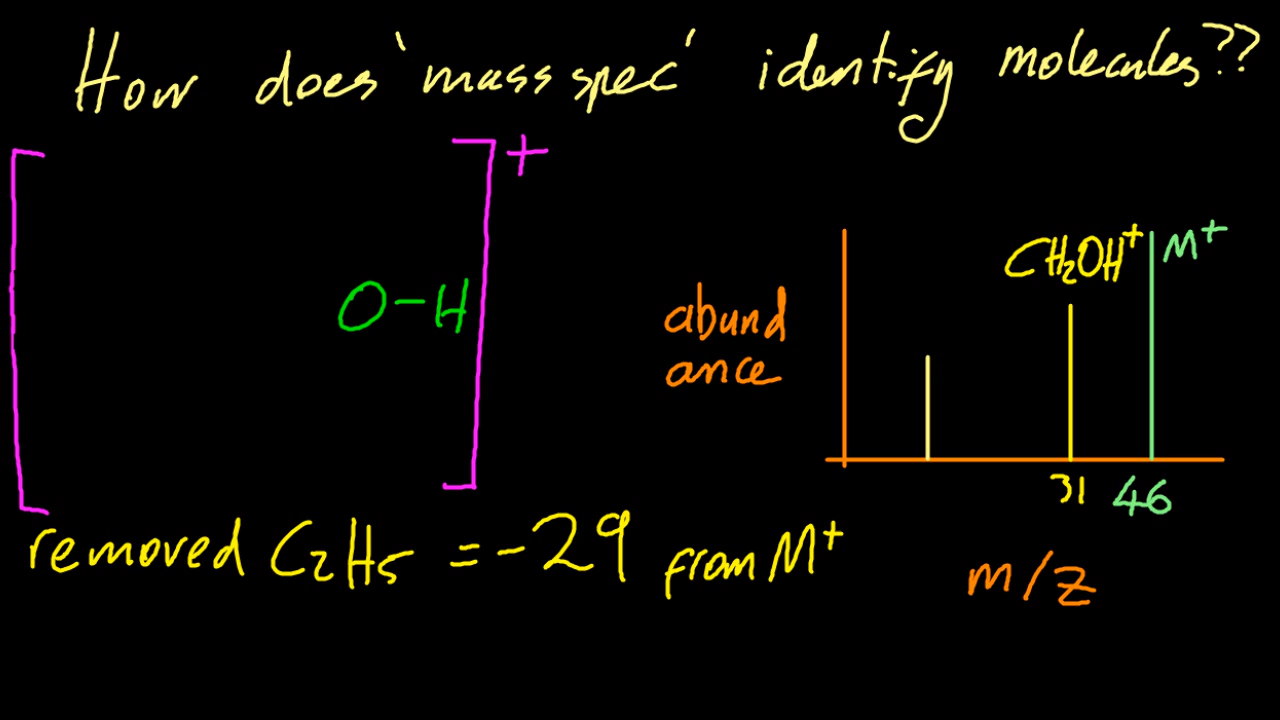 How does 'mass spec' identify molecules??
+
O-H
abund
ance
CH₂OH⁺
M⁺
31
46
m/z
removed C₂H₅ = -29 from M⁺